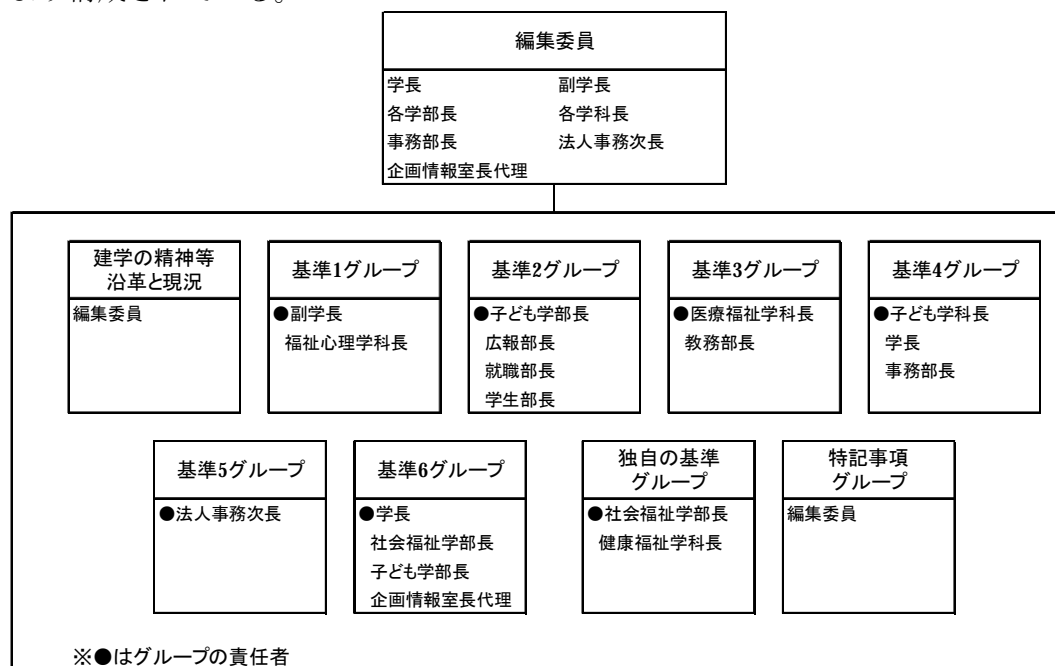 編集委員
学長 副学長
各学部長 各学科長
事務部長 法人事務次長
企画情報室長代理
建学の精神等
沿革と現況
編集委員
基準1グループ
●副学長
福祉心理学科長
基準2グループ
●子ども学部長
広報部長
就職部長
学生部長
基準3グループ
●医療福祉学科長
教務部長
基準4グループ
●子ども学科長
学長
事務部長
基準5グループ
●法人事務次長
基準6グループ
●学長
社会福祉学部長
子ども学部長
企画情報室長代理
独自の基準
グループ
●社会福祉学部長
健康福祉学科長
特記事項
グループ
編集委員
※●はグループの責任者